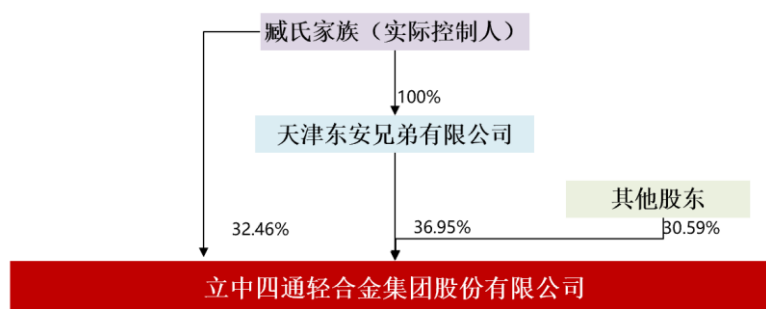 臧氏家族（实际控制人）
100%
天津东安兄弟有限公司
其他股东
32.46%
36.95%
30.59%
立中四通轻合金集团股份有限公司